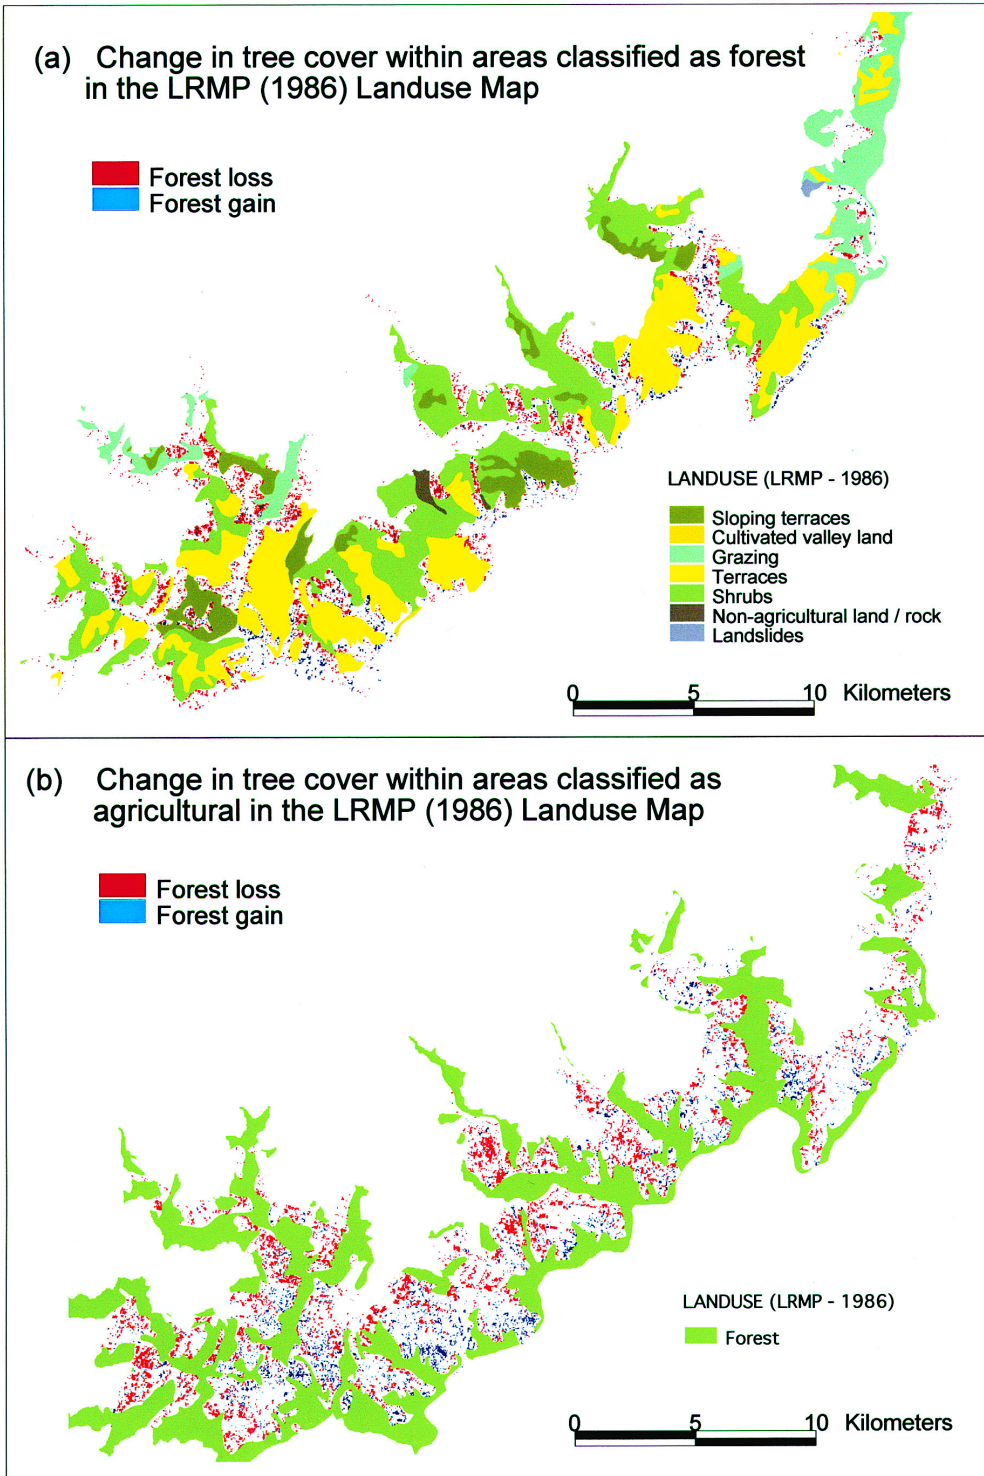 (a) Change in tree cover within areas classified as forest
in the LRMP (1986) Landuse Map
Forest loss
Forest gain
LANDUSE (LRMP - 1986)
Sloping terraces
Cultivated valley land
Grazing
Terraces
Shrubs
Non-agricultural land / rock
Landslides
0 5 10 Kilometers
(b) Change in tree cover within areas classified as
agricultural in the LRMP (1986) Landuse Map
Forest loss
Forest gain
LANDUSE (LRMP - 1986)
Forest
0 5 10 Kilometers